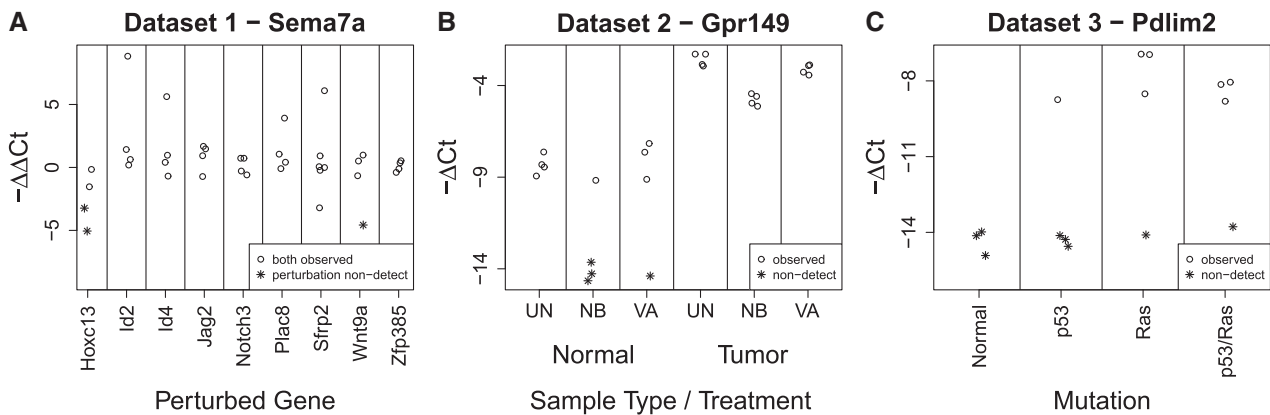 A Dataset 1 − Sema7a
−ΔΔCt
5
0
−5
○ both observed
✳ perturbation non−detect
Hoxc13
Id2
Id4
Jag2
Notch3
Plac8
Sfrp2
Wnt9a
Zfp385
Perturbed Gene
B Dataset 2 − Gpr149
−ΔCt
−4
−9
−14
○ observed
✳ non−detect
UN NB VA UN NB VA
Normal Tumor
Sample Type / Treatment
C Dataset 3 − Pdlim2
−ΔCt
−8
−11
−14
○ observed
✳ non−detect
Normal
p53
Ras
p53/Ras
Mutation